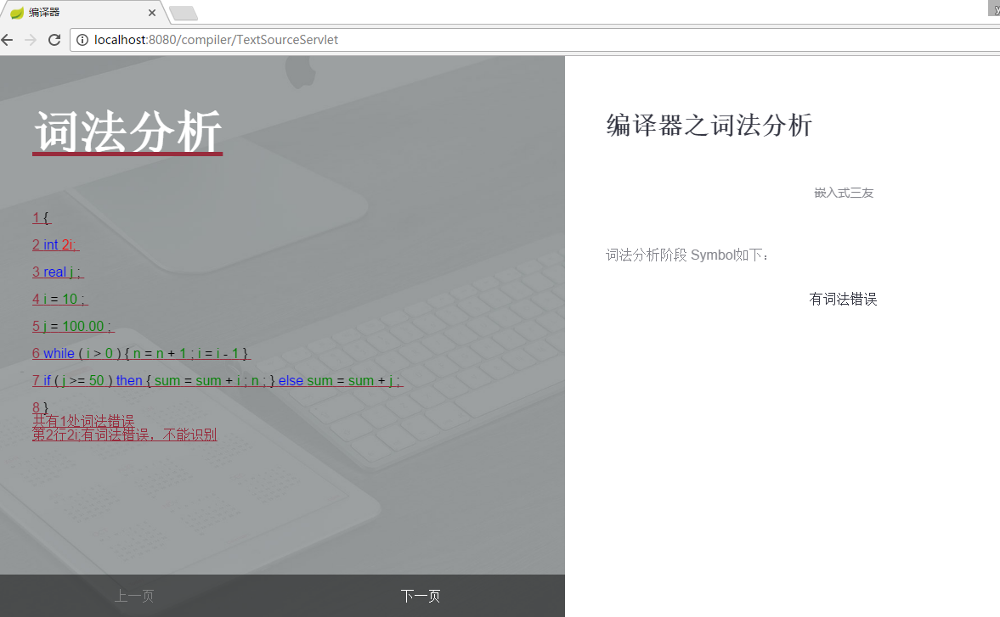 编译器
localhost:8080/compiler/TextSourceServlet
词法分析
1 {
2 int 2i;
3 real j ;
4 i = 10 ;
5 j = 100.00 ;
6 while ( i > 0 ) { n = n + 1 ; i = i - 1 }
7 if ( j >= 50 ) then { sum = sum + i ; n ; } else sum = sum + j ;
8 }
共有1处词法错误
第2行2i;有词法错误，不能识别
上一页
下一页
编译器之词法分析
嵌入式三友
词法分析阶段 Symbol如下：
有词法错误